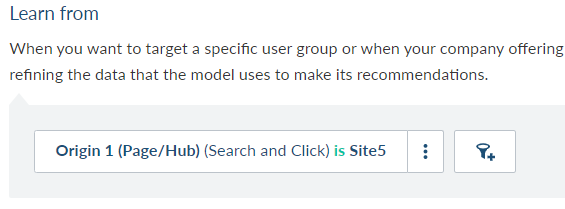 Learn from
When you want to target a specific user group or when your company offering
refining the data that the model uses to make its recommendations.
Origin 1 (Page/Hub) (Search and Click) is Site5